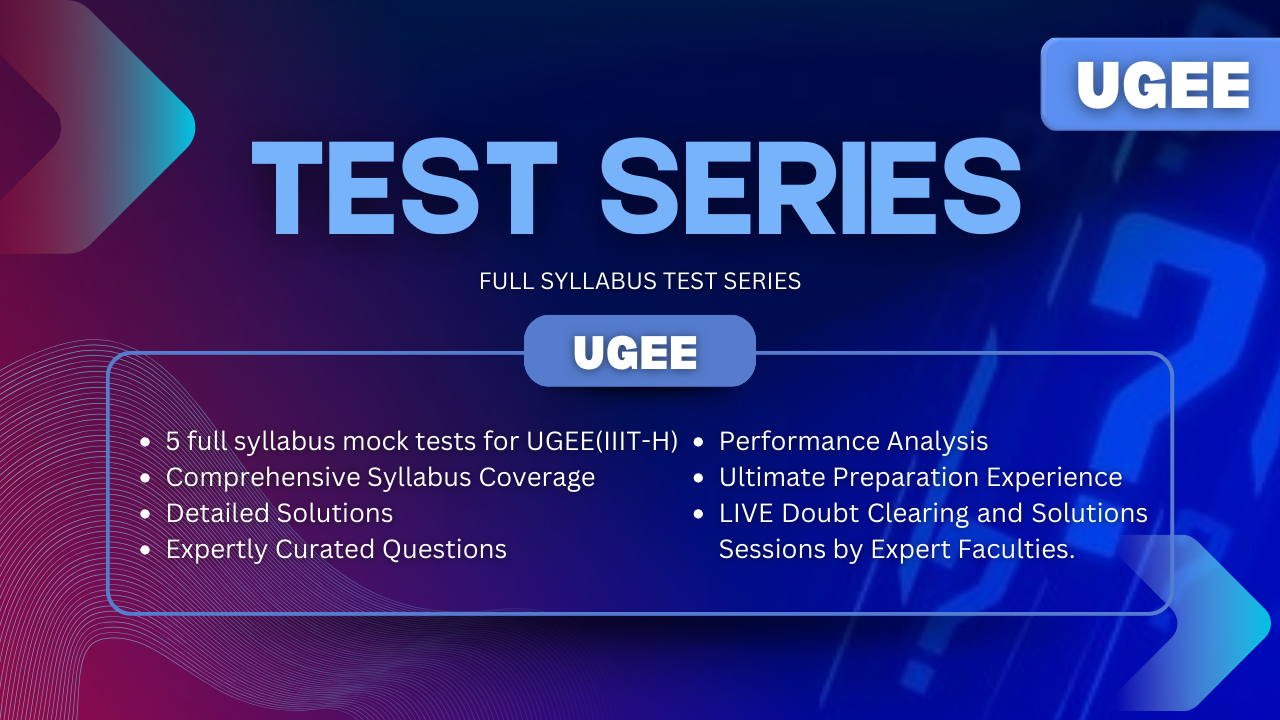 UGEE
TEST SERIES
FULL SYLLABUS TEST SERIES
UGEE
5 full syllabus mock tests for UGEE(IIIT-H)
Comprehensive Syllabus Coverage
Detailed Solutions
Expertly Curated Questions
Performance Analysis
Ultimate Preparation Experience
LIVE Doubt Clearing and Solutions
Sessions by Expert Faculties.